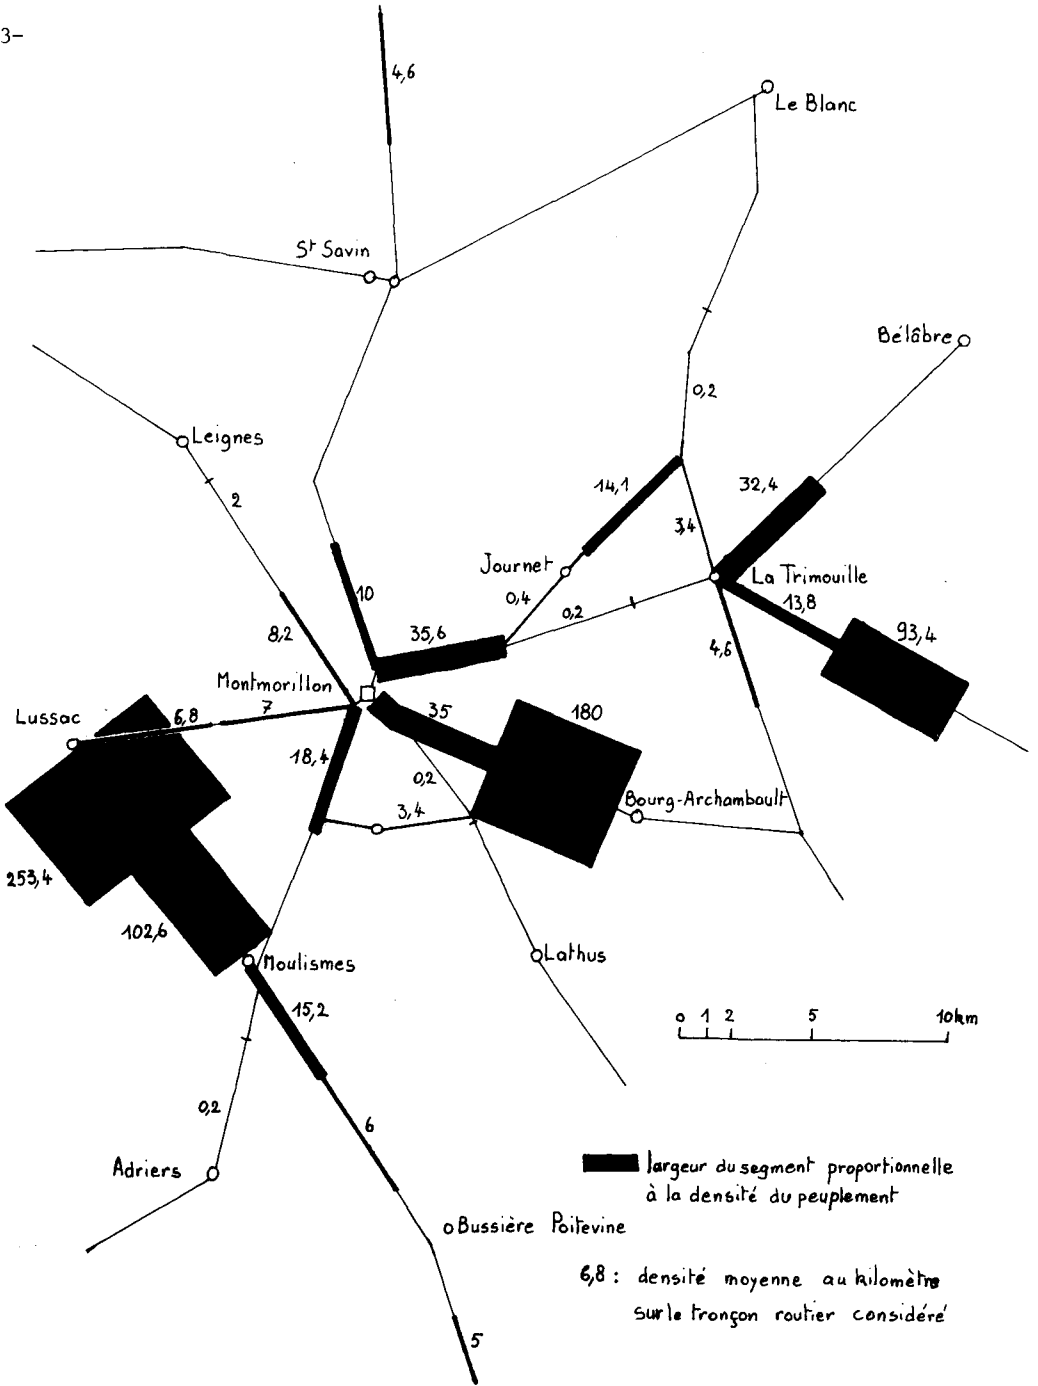 3-
4,6
Le Blanc
St Savin
Bélâbre
0,2
Leignes
2
14,1
32,4
3,4
Journet
La Trimouille
10
0,4
0,2
13,8
8,2
35,6
93,4
4,6
Montmorillon
Lussac
6,8
7
35
180
18,4
0,2
Bourg-Archambault
3,4
253,4
102,6
Lathus
Moulismes
15,2
0 1 2 5 10km
0,2
6
Adriers
largeur du segment proportionnelle
à la densité du peuplement
Bussière Poitevine
6,8 : densité moyenne au kilomètre
sur le tronçon routier considéré
5